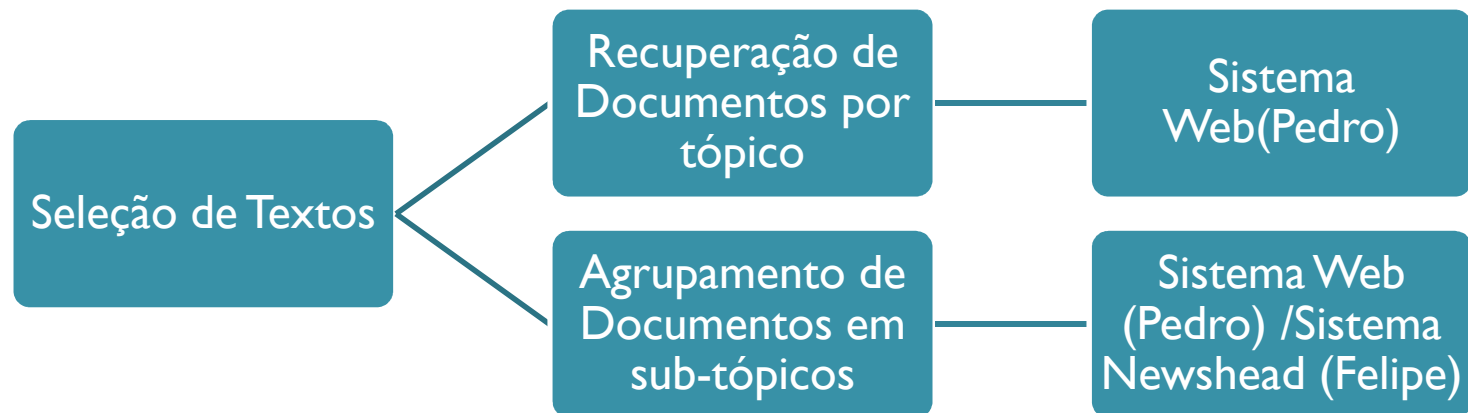 Seleção de Textos
Recuperação de
Documentos por
tópico
Sistema
Web(Pedro)
Agrupamento de
Documentos em
sub-tópicos
Sistema Web
(Pedro) /Sistema
Newshead (Felipe)